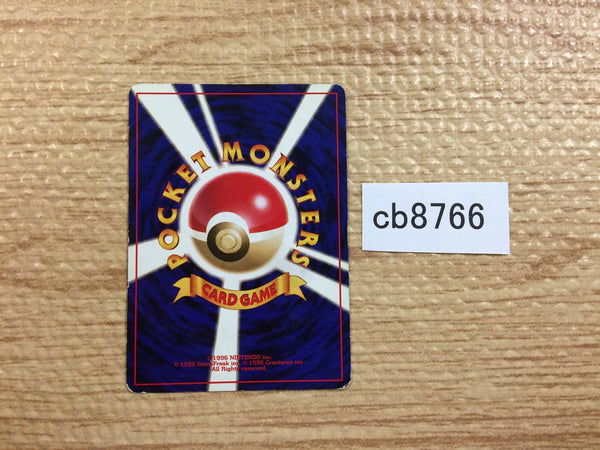 POCKET MONSTERS
CARD GAME
©1996 NINTENDO inc.
©1996 GameFreak inc. ©1996 Creatures inc.
All Rights reserved.
cb8766